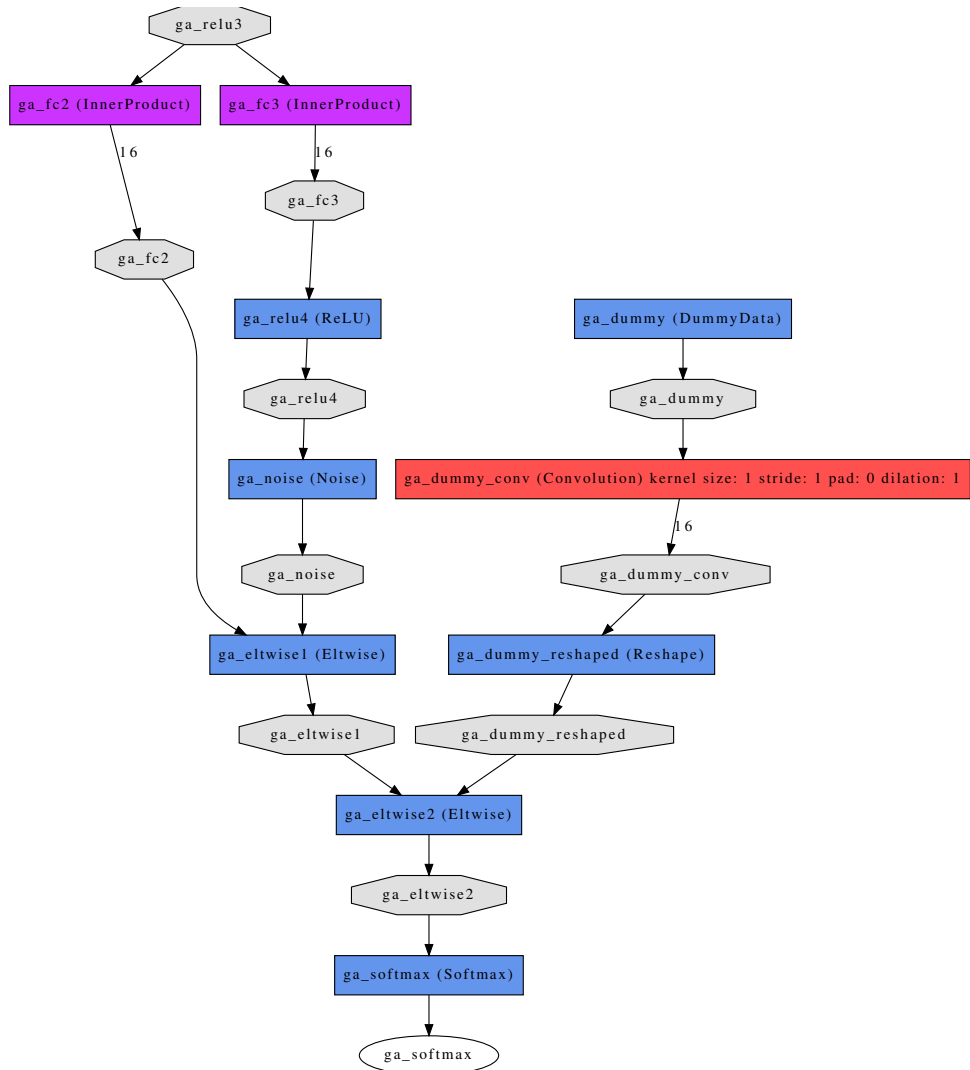 ga_relu3
ga_fc2 (InnerProduct)
ga_fc3 (InnerProduct)
16
16
ga_fc3
ga_fc2
ga_relu4 (ReLU)
ga_dummy (DummyData)
ga_relu4
ga_dummy
ga_noise (Noise)
ga_dummy_conv (Convolution) kernel size: 1 stride: 1 pad: 0 dilation: 1
16
ga_noise
ga_dummy_conv
ga_eltwise1 (Eltwise)
ga_dummy_reshaped (Reshape)
ga_eltwise1
ga_dummy_reshaped
ga_eltwise2 (Eltwise)
ga_eltwise2
ga_softmax (Softmax)
ga_softmax